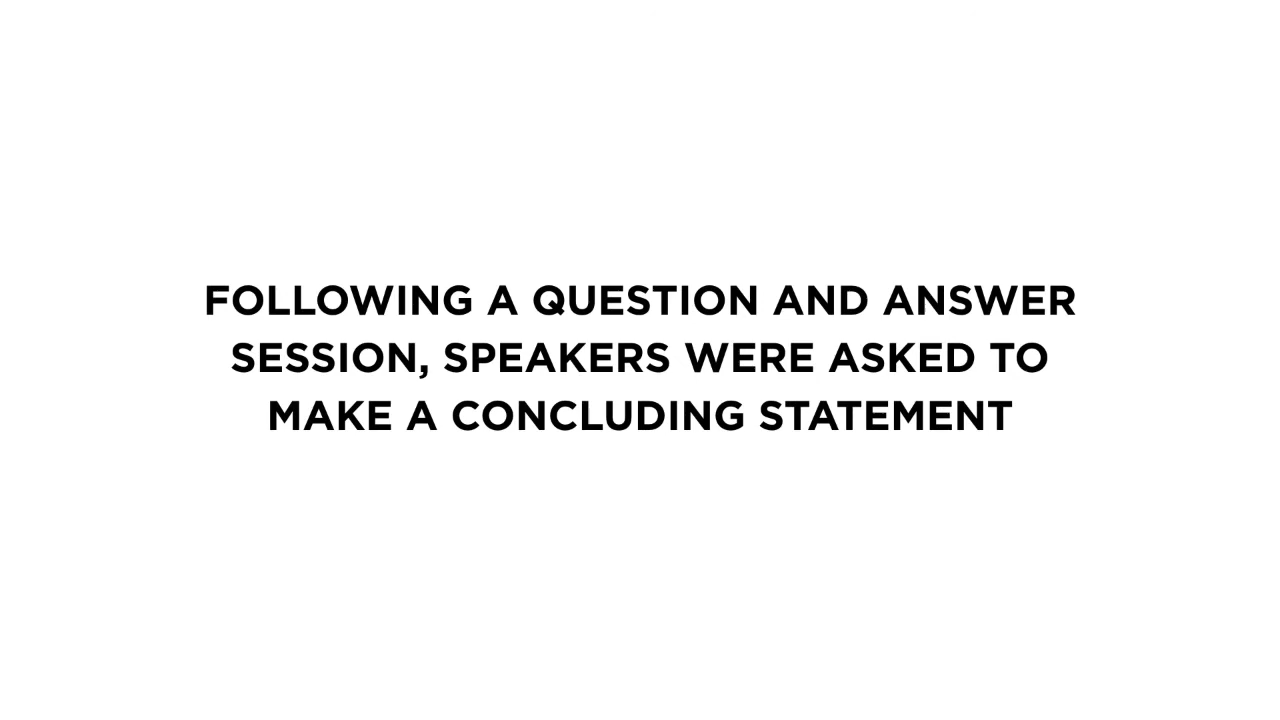 FOLLOWING A QUESTION AND ANSWER
SESSION, SPEAKERS WERE ASKED TO
MAKE A CONCLUDING STATEMENT